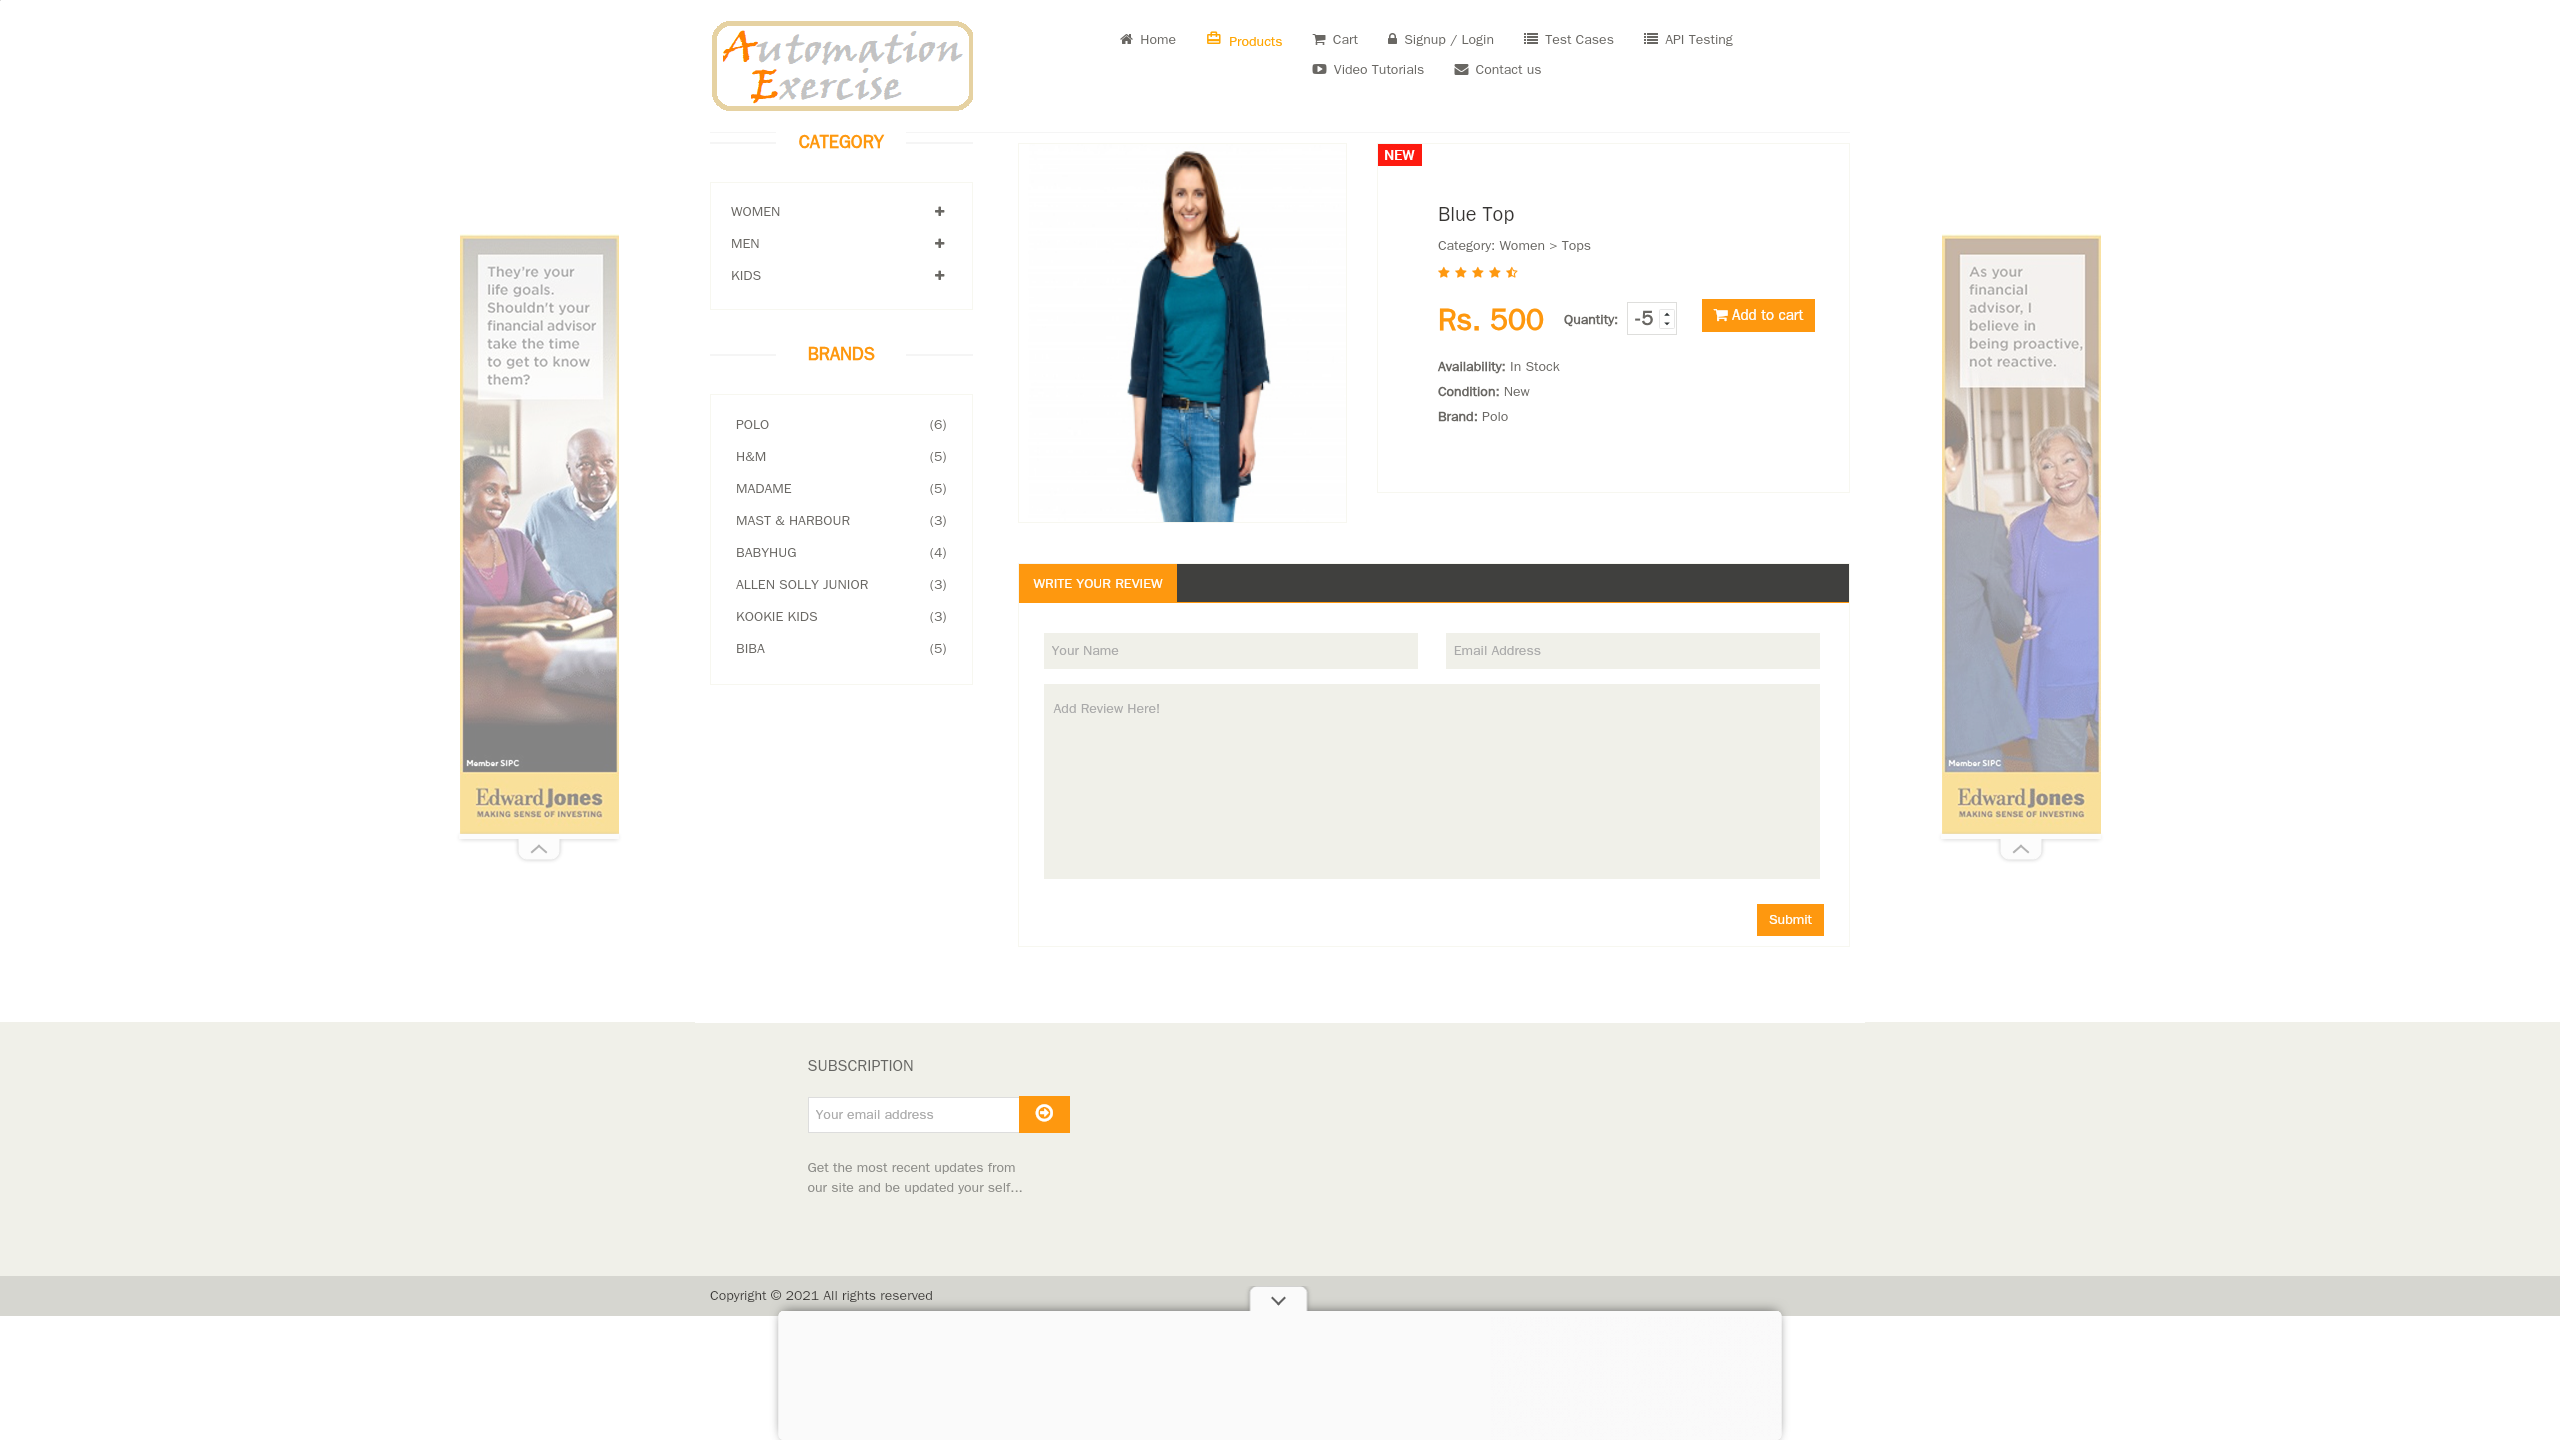 Automation
Exercise
Home
Products
Cart
Signup / Login
Test Cases
API Testing
Video Tutorials
Contact us
CATEGORY
WOMEN
MEN
KIDS
BRANDS
POLO (6)
H&M (5)
MADAME (5)
MAST & HARBOUR (3)
BABYHUG (4)
ALLEN SOLLY JUNIOR (3)
KOOKIE KIDS (3)
BIBA (5)
NEW
Blue Top
Category: Women > Tops
Rs. 500
Quantity: -5
Add to cart
Availability: In Stock
Condition: New
Brand: Polo
WRITE YOUR REVIEW
Your Name
Email Address
Add Review Here!
Submit
They're your
life goals.
Shouldn't your
financial advisor
take the time
to get to know
them?
Member SIPC
Edward Jones
MAKING SENSE OF INVESTING
As your
financial
advisor, I
believe in
being proactive,
not reactive.
Member SIPC
Edward Jones
MAKING SENSE OF INVESTING
SUBSCRIPTION
Your email address
Get the most recent updates from
our site and be updated your self...
Copyright © 2021 All rights reserved